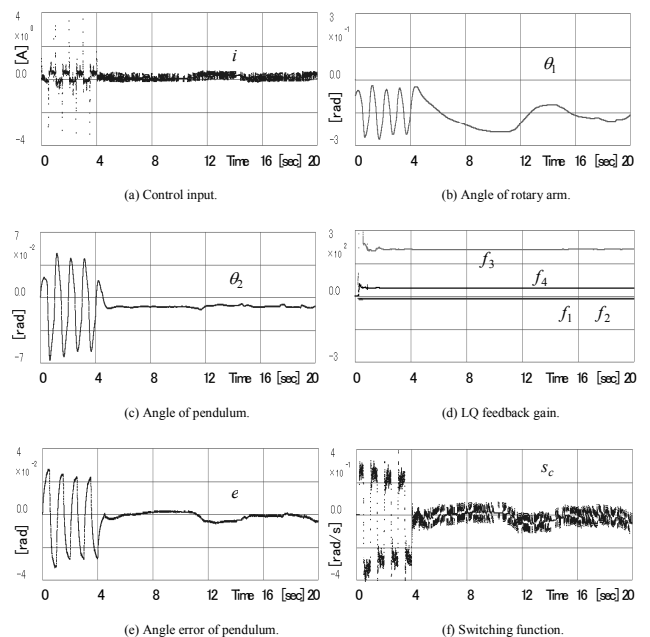 4
×10 0
[A]
0.0
-4
i
0 4 8 12 Time 16 [sec] 20
(a) Control input.
3
×10 -1
0.0
[rad]
-3
θ1
0 4 8 12 Time 16 [sec] 20
(b) Angle of rotary arm.
7
×10 -2
0.0
[rad]
-7
θ2
0 4 8 12 Time 16 [sec] 20
(c) Angle of pendulum.
3
×10 2
0.0
-3
f3
f4
f1 f2
0 4 8 12 Time 16 [sec] 20
(d) LQ feedback gain.
4
×10 -2
0.0
[rad]
-4
e
0 4 8 12 Time 16 [sec] 20
(e) Angle error of pendulum.
4
×10 -1
0.0
[rad/s]
-4
sc
0 4 8 12 Time 16 [sec] 20
(f) Switching function.